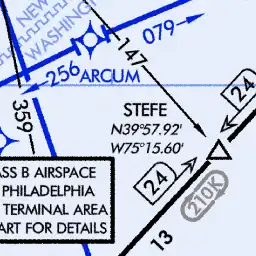 NEW
WASHING
079
147
256 ARCUM
24
359
STEFE
N39°57.92'
W75°15.60'
ASS B AIRSPACE
PHILADELPHIA
TERMINAL AREA
ART FOR DETAILS
24
210K
13